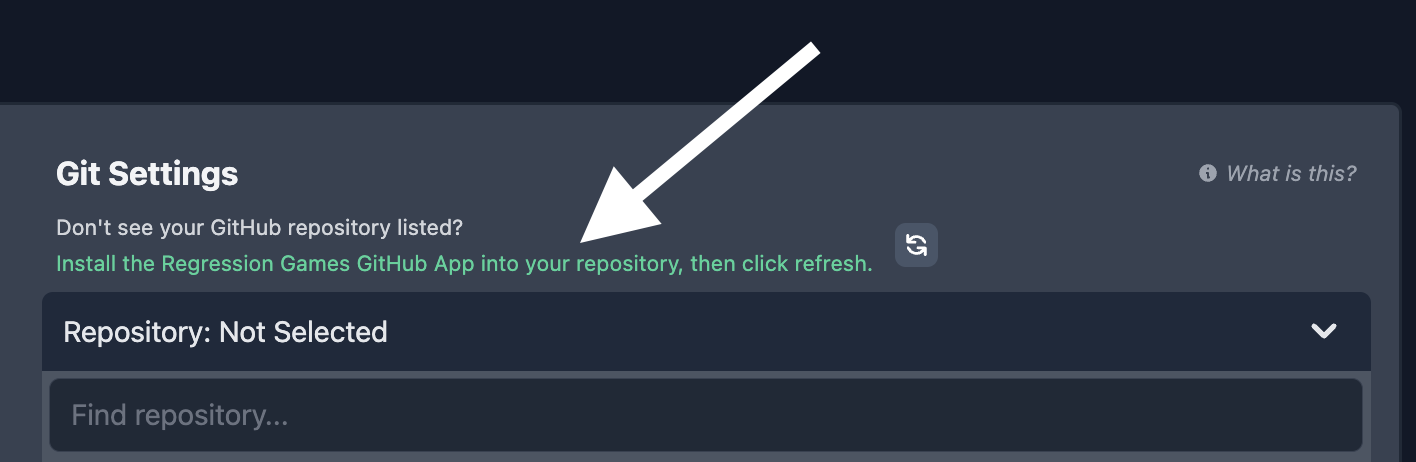 Git Settings
What is this?
Don't see your GitHub repository listed?
Install the Regression Games GitHub App into your repository, then click refresh.
Repository: Not Selected
Find repository...